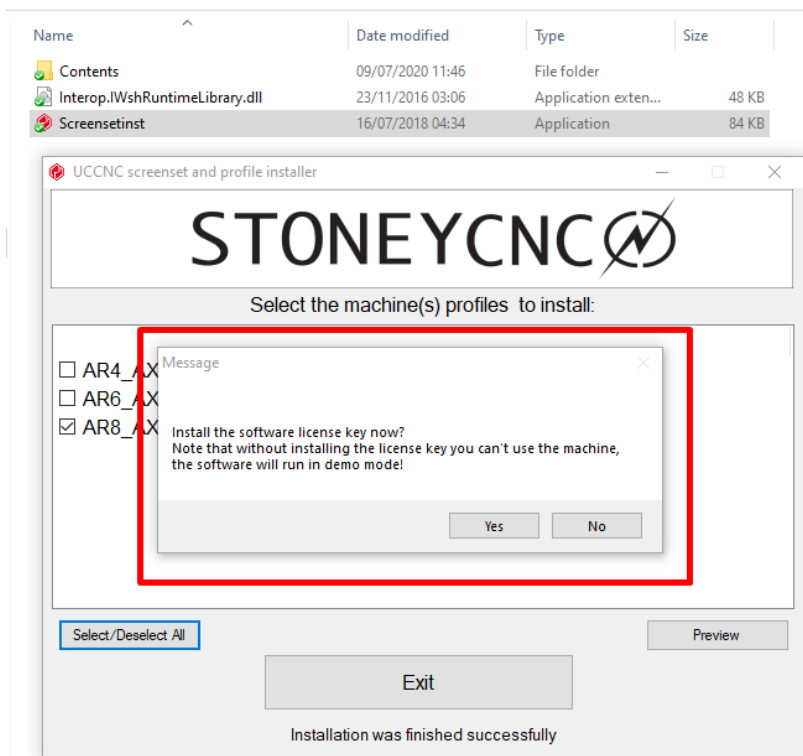 Name Date modified Type Size
Contents 09/07/2020 11:46 File folder
Interop.IWshRuntimeLibrary.dll 23/11/2016 03:06 Application exten... 48 KB
Screensetinst 16/07/2018 04:34 Application 84 KB
UCCNC screenset and profile installer
STONEYCNC
Select the machine(s) profiles to install:
AR4_AX
AR6_AX
AR8_AX
Message
Install the software license key now?
Note that without installing the license key you can't use the machine,
the software will run in demo mode!
Yes No
Select/Deselect All Preview
Exit
Installation was finished successfully